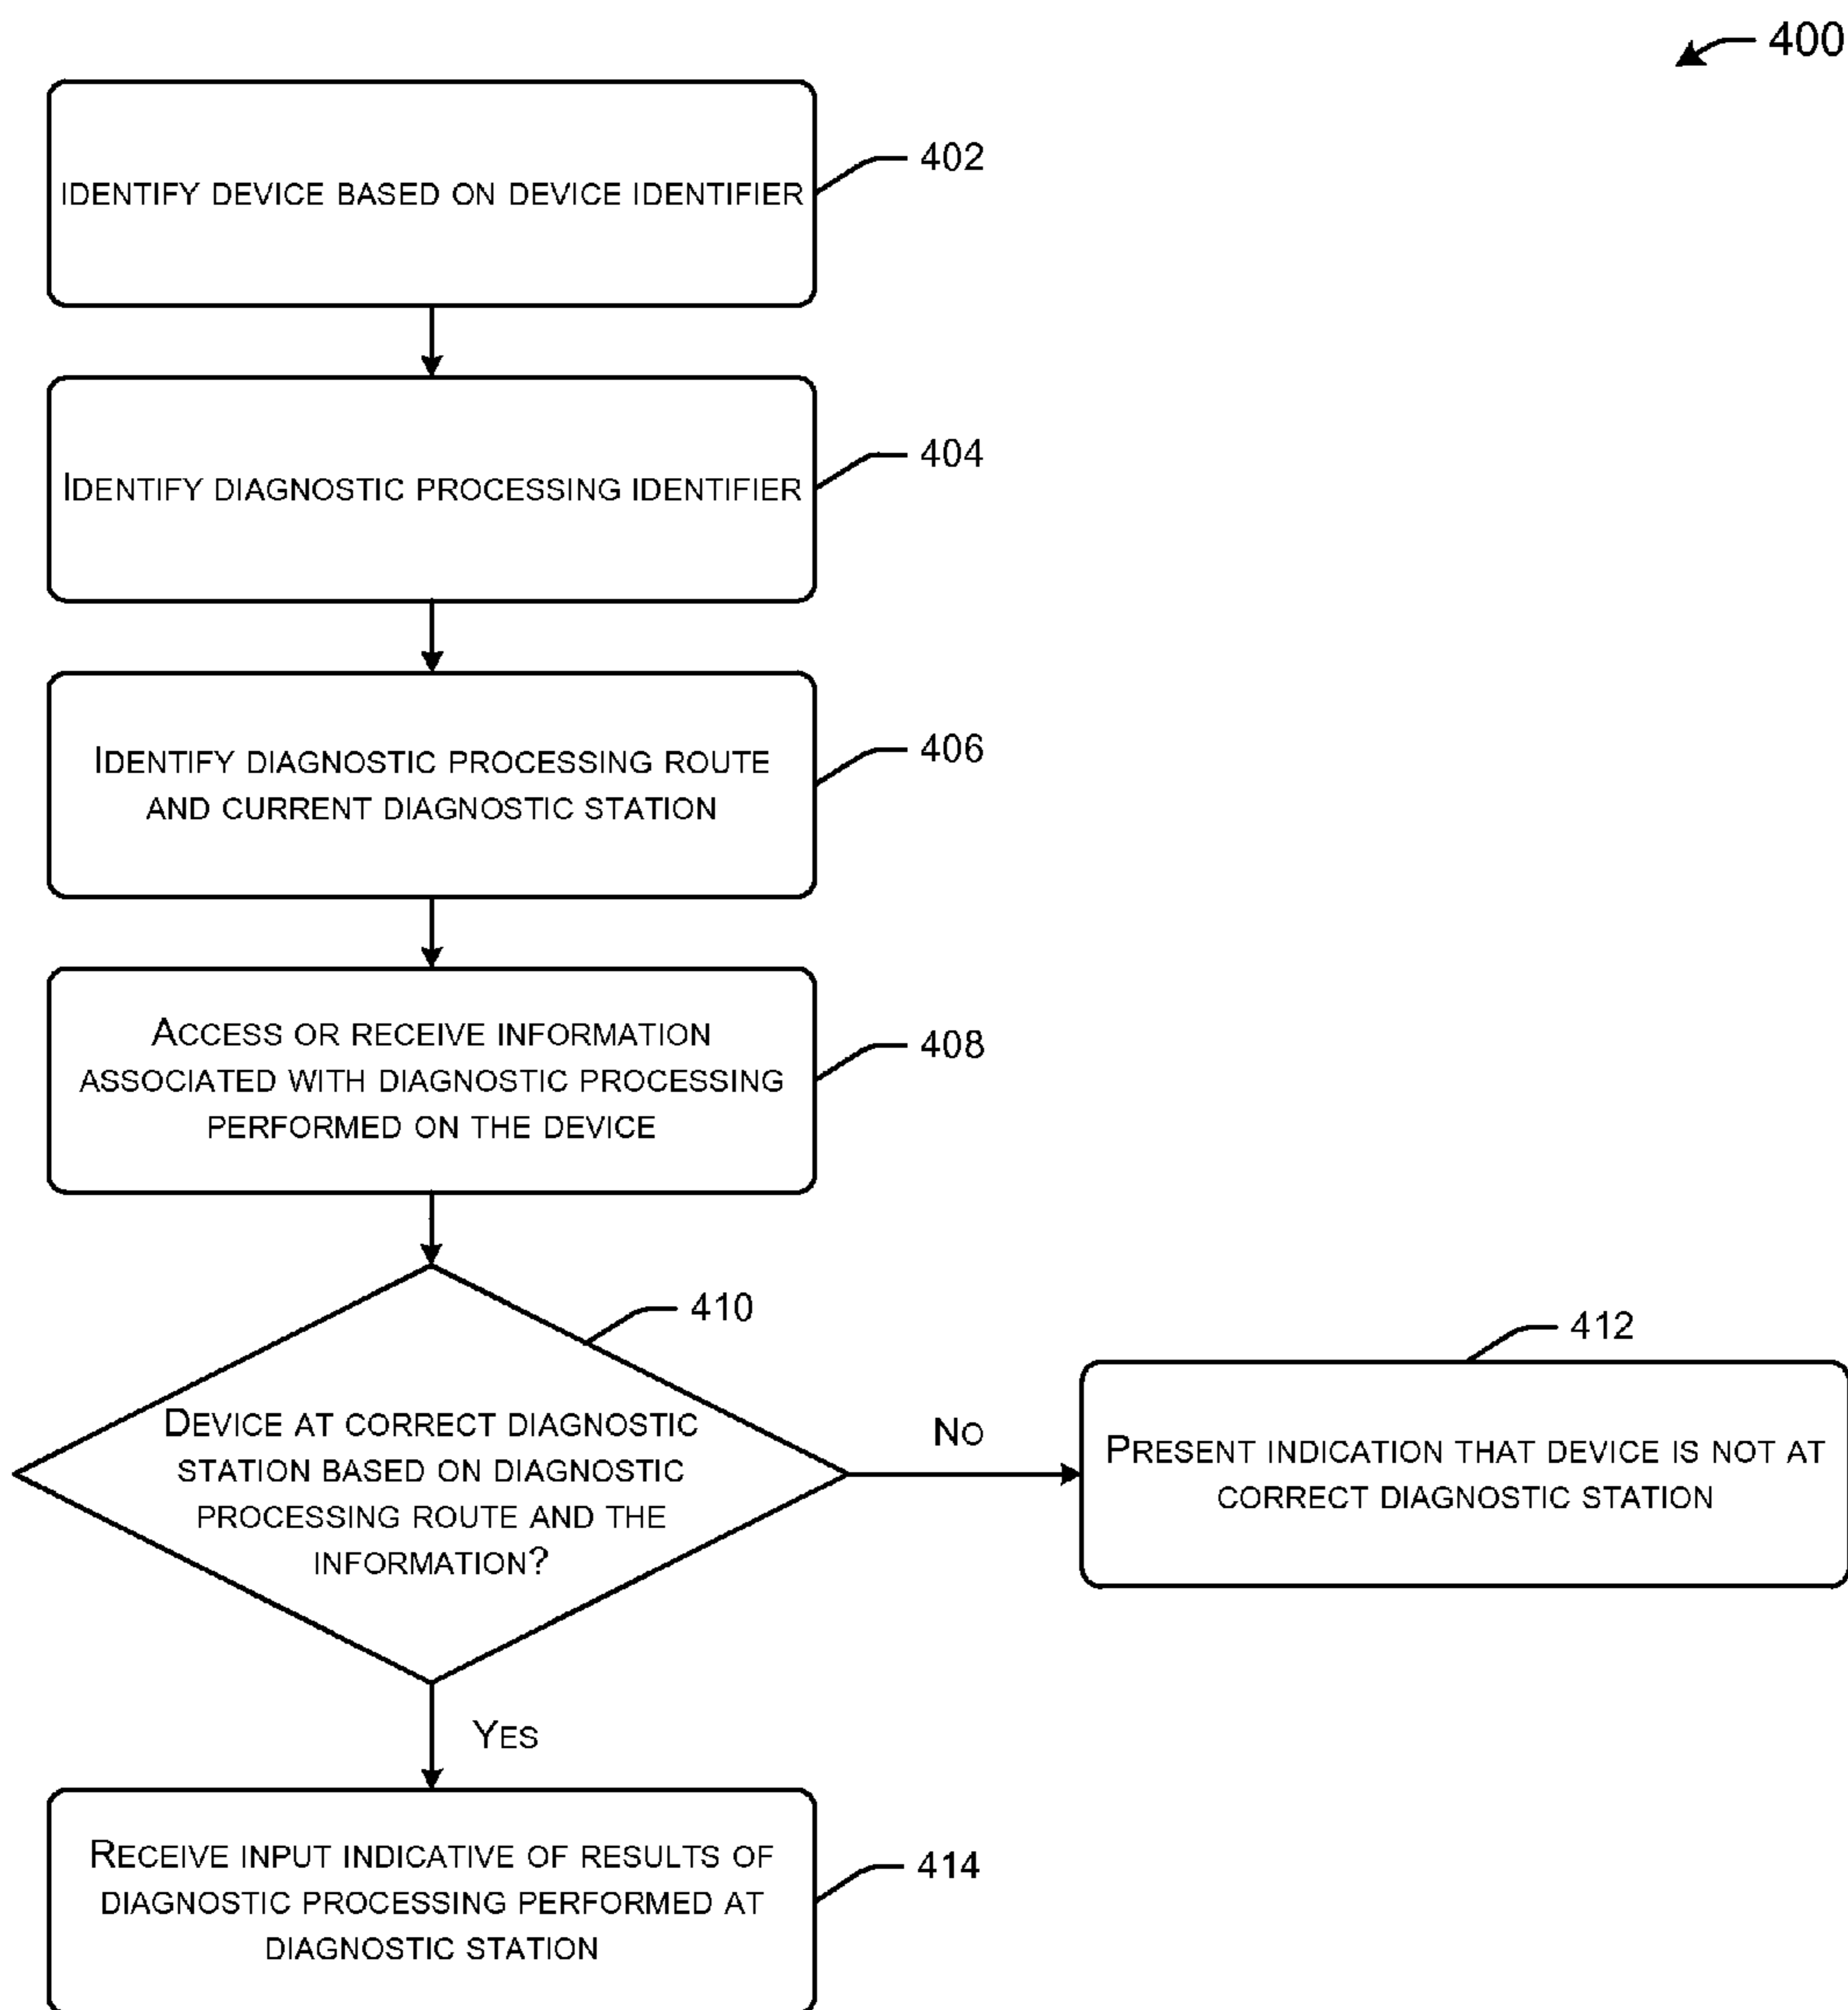 400
IDENTIFY DEVICE BASED ON DEVICE IDENTIFIER
402
IDENTIFY DIAGNOSTIC PROCESSING IDENTIFIER
404
IDENTIFY DIAGNOSTIC PROCESSING ROUTE
AND CURRENT DIAGNOSTIC STATION
406
ACCESS OR RECEIVE INFORMATION
ASSOCIATED WITH DIAGNOSTIC PROCESSING
PERFORMED ON THE DEVICE
408
410
DEVICE AT CORRECT DIAGNOSTIC
STATION BASED ON DIAGNOSTIC
PROCESSING ROUTE AND THE
INFORMATION?
NO
412
PRESENT INDICATION THAT DEVICE IS NOT AT
CORRECT DIAGNOSTIC STATION
YES
RECEIVE INPUT INDICATIVE OF RESULTS OF
DIAGNOSTIC PROCESSING PERFORMED AT
DIAGNOSTIC STATION
414